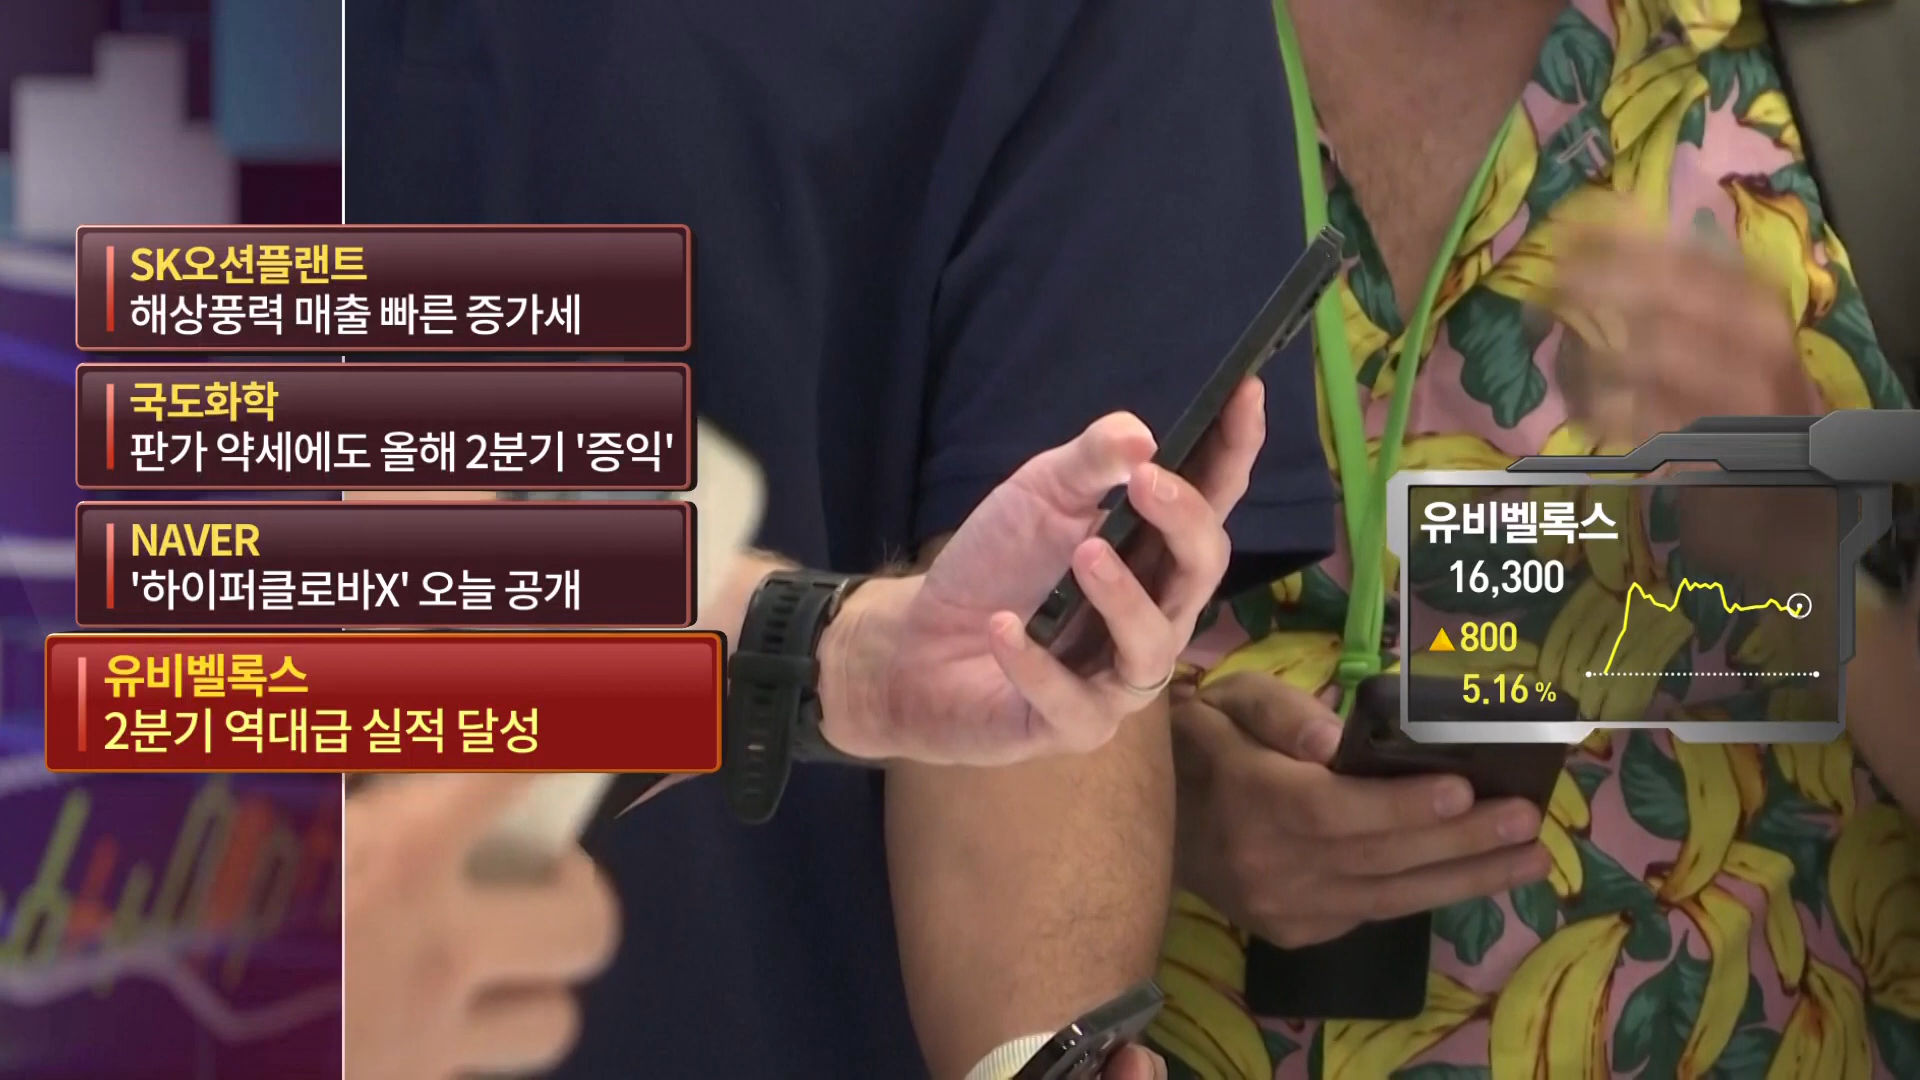 SK오션플랜트
해상풍력 매출 빠른 증가세
국도화학
판가 약세에도 올해 2분기 '증익'
NAVER
'하이퍼클로바X' 오늘 공개
유비벨록스
2분기 역대급 실적 달성
유비벨록스
16,300
▲800
5.16%